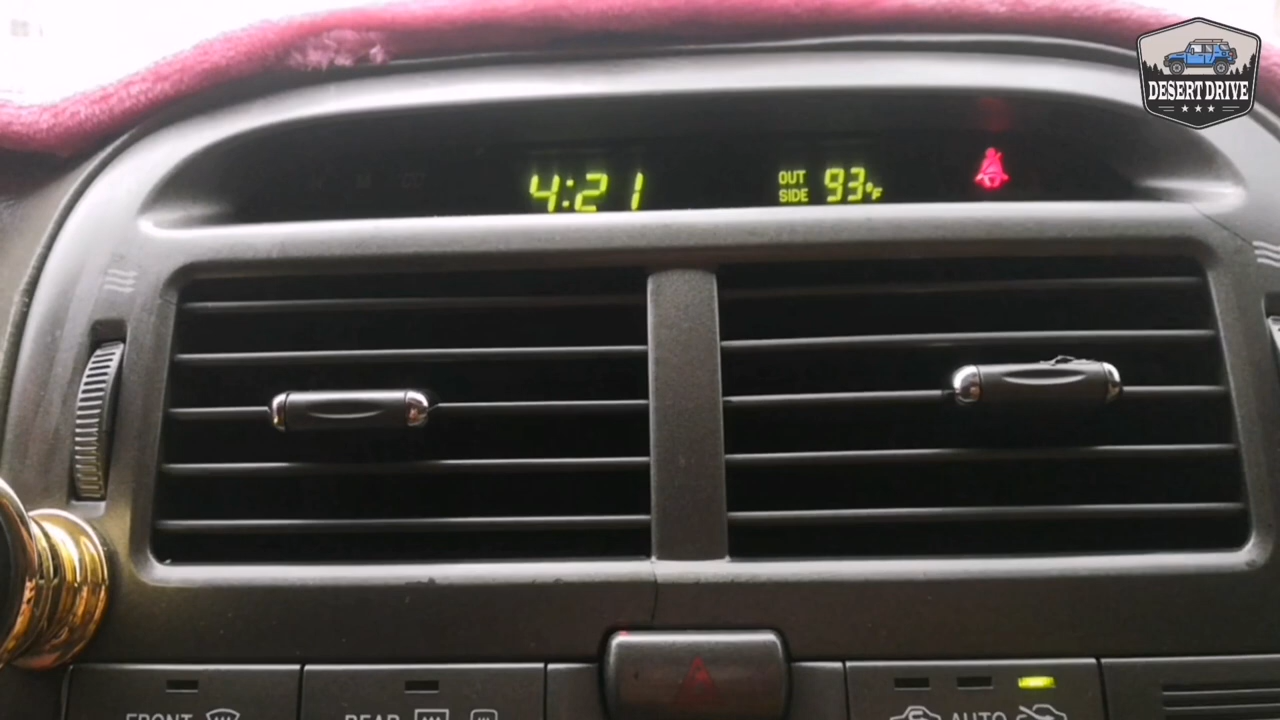 DESERT DRIVE
4:21
OUT SIDE 93°F
FRONT
REAR
AUTO